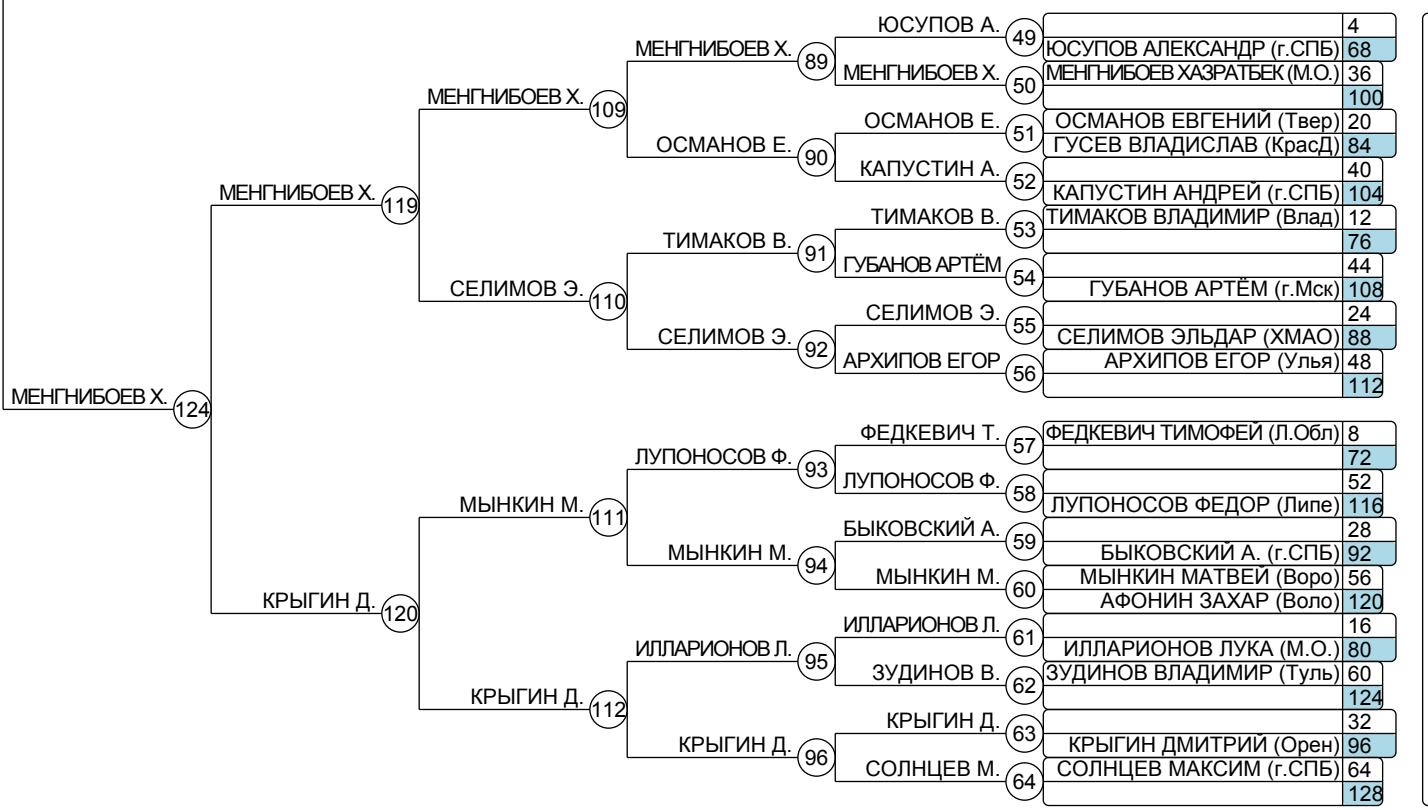 ЮСУПОВ А. 49 4
МЕНГНИБОЕВ Х. 89 ЮСУПОВ АЛЕКСАНДР (г.СПБ) 68
МЕНГНИБОЕВ Х. 50 МЕНГНИБОЕВ ХАЗРАТБЕК (М.О.) 36
МЕНГНИБОЕВ Х. 109 100
ОСМАНОВ Е. 51 ОСМАНОВ ЕВГЕНИЙ (Твер) 20
ОСМАНОВ Е. 90 ГУСЕВ ВЛАДИСЛАВ (КрасД) 84
КАПУСТИН А. 52 40
МЕНГНИБОЕВ Х. 119 КАПУСТИН АНДРЕЙ (г.СПБ) 104
ТИМАКОВ В. 53 ТИМАКОВ ВЛАДИМИР (Влад) 12
ТИМАКОВ В. 91 76
ГУБАНОВ АРТЁМ 54 44
СЕЛИМОВ Э. 110 ГУБАНОВ АРТЁМ (г.Мск) 108
СЕЛИМОВ Э. 55 24
СЕЛИМОВ Э. 92 СЕЛИМОВ ЭЛЬДАР (ХМАО) 88
АРХИПОВ ЕГОР 56 АРХИПОВ ЕГОР (Улья) 48
112
МЕНГНИБОЕВ Х. 124
ФЕДКЕВИЧ Т. 57 ФЕДКЕВИЧ ТИМОФЕЙ (Л.Обл) 8
ЛУПОНОСОВ Ф. 93 72
ЛУПОНОСОВ Ф. 58 52
МЫНКИН М. 111 ЛУПОНОСОВ ФЕДОР (Липе) 116
БЫКОВСКИЙ А. 59 28
МЫНКИН М. 94 БЫКОВСКИЙ А. (г.СПБ) 92
МЫНКИН М. 60 МЫНКИН МАТВЕЙ (Воро) 56
КРЫГИН Д. 120 АФОНИН ЗАХАР (Воло) 120
ИЛЛАРИОНОВ Л. 61 16
ИЛЛАРИОНОВ Л. 95 ИЛЛАРИОНОВ ЛУКА (М.О.) 80
ЗУДИНОВ В. 62 ЗУДИНОВ ВЛАДИМИР (Туль) 60
КРЫГИН Д. 112 124
КРЫГИН Д. 63 32
КРЫГИН Д. 96 КРЫГИН ДМИТРИЙ (Орен) 96
СОЛНЦЕВ М. 64 СОЛНЦЕВ МАКСИМ (г.СПБ) 64
128